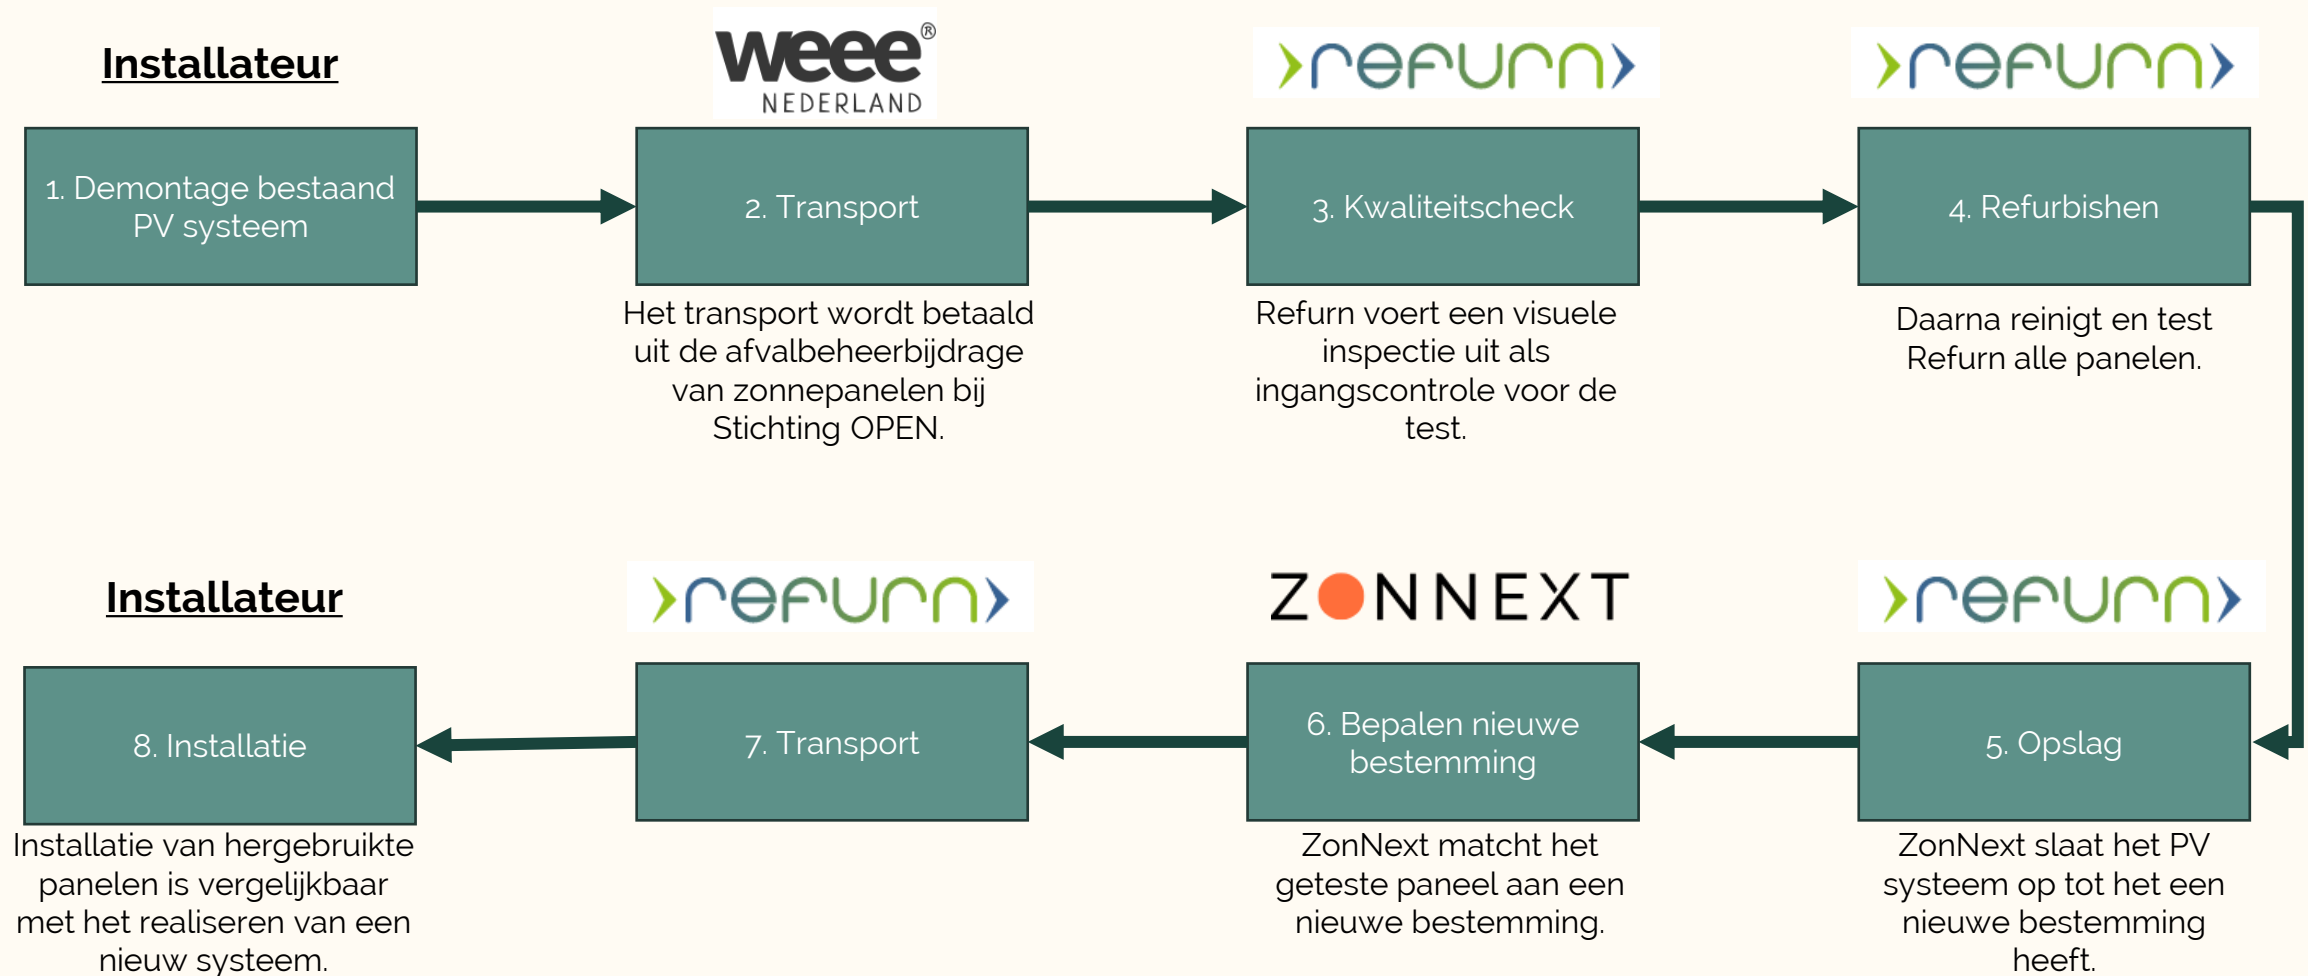 Installateur
weee®
NEDERLAND
refurn
refurn
1. Demontage bestaand
PV systeem
2. Transport
3. Kwaliteitscheck
4. Refurbishen
Het transport wordt betaald
uit de afvalbeheerbijdrage
van zonnepanelen bij
Stichting OPEN.
Refurn voert een visuele
inspectie uit als
ingangscontrole voor de
test.
Daarna reinigt en test
Refurn alle panelen.
Installateur
refurn
ZONNEXT
refurn
8. Installatie
7. Transport
6. Bepalen nieuwe
bestemming
5. Opslag
Installatie van hergebruikte
panelen is vergelijkbaar
met het realiseren van een
nieuw systeem.
ZonNext matcht het
geteste paneel aan een
nieuwe bestemming.
ZonNext slaat het PV
systeem op tot het een
nieuwe bestemming
heeft.